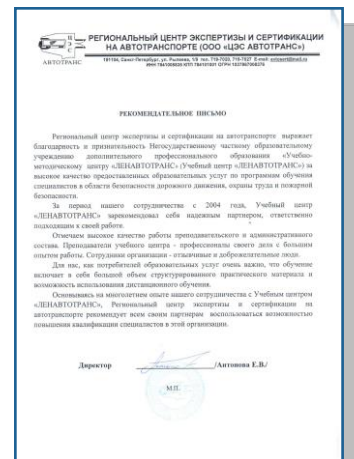 РЕГИОНАЛЬНЫЙ ЦЕНТР ЭКСПЕРТИЗЫ И СЕРТИФИКАЦИИ
НА АВТОТРАНСПОРТЕ (ООО «ЦЭС АВТОТРАНС»)
АВТОТРАНС
РЕКОМЕНДАТЕЛЬНОЕ ПИСЬМО
Региональный центр экспертизы и сертификации на автотранспорте выражает
благодарность и признательность Негосударственному частному образовательному
учреждению дополнительного профессионального образования «Учебно-
методическому центру «ЛЕНАВТОТРАНС» (Учебный центр «ЛЕНАВТОТРАНС») за
высокое качество предоставленных образовательных услуг по программам обучения
специалистов в области безопасности дорожного движения, охраны труда и пожарной
безопасности.
За период нашего сотрудничества с 2004 года, Учебный центр
«ЛЕНАВТОТРАНС» зарекомендовал себя надежным партнером, ответственно
подходящим к своей работе.
Отмечаем высокое качество работы преподавательского и административного
состава. Преподаватели учебного центра - профессионалы своего дела с большим
опытом работы. Сотрудники организации - отзывчивые и доброжелательные люди.
Для нас, как потребителей образовательных услуг очень важно, что обучение
включает в себя большой объем структурированного практического материала и
возможность использования дистанционного обучения.
Основываясь на многолетнем опыте нашего сотрудничества с Учебным центром
«ЛЕНАВТОТРАНС», Региональный центр экспертизы и сертификации на
автотранспорте рекомендует всем своим партнерам воспользоваться возможностью
повышения квалификации специалистов в этой организации.
Директор /Антонова Е.В./
М.П.